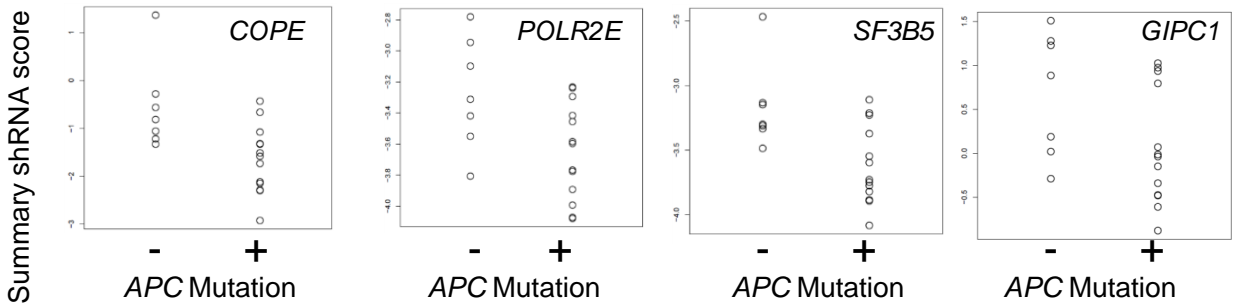 Summary shRNA score
COPE
1
0
-1
-2
-3
- +
APC Mutation
POLR2E
-2.8
-3.0
-3.2
-3.4
-3.6
-3.8
-4.0
- +
APC Mutation
SF3B5
-2.5
-3.0
-3.5
-4.0
- +
APC Mutation
GIPC1
1.5
1.0
0.5
0.0
-0.5
- +
APC Mutation